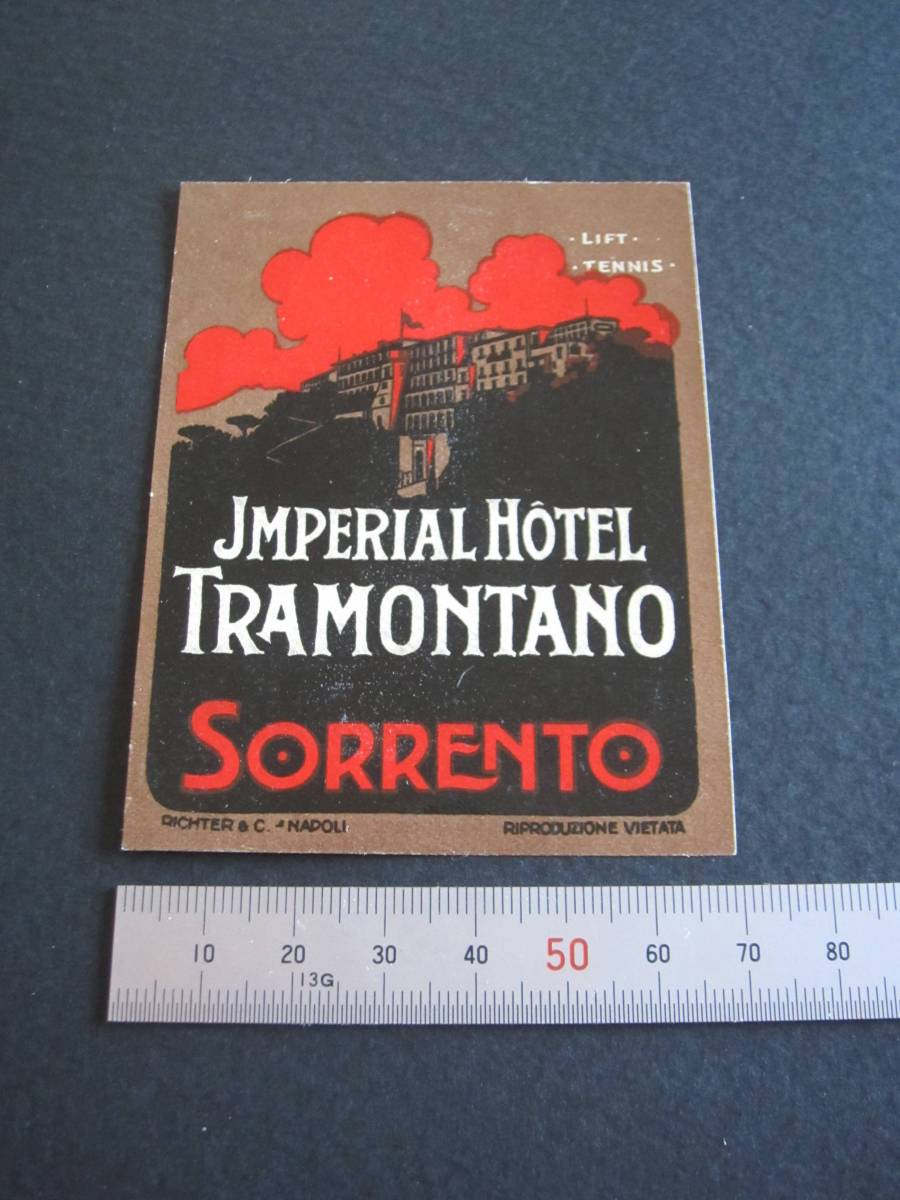 · LIFT ·
· TENNIS ·
JMPERIAL HÔTEL
TRAMONTANO
SORRENTO
RICHTER & C. - NAPOLI
RIPRODUZIONE VIETATA
10 20 30 40 50 60 70 80
13G